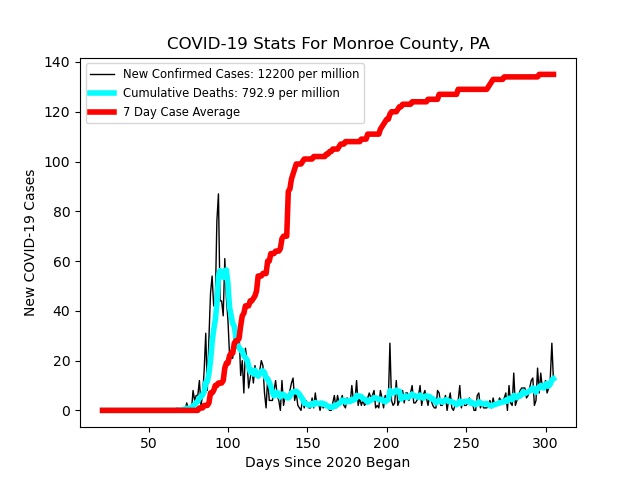 COVID-19 Stats For Monroe County, PA
New Confirmed Cases: 12200 per million
Cumulative Deaths: 792.9 per million
7 Day Case Average
New COVID-19 Cases
140
120
100
80
60
40
20
0
50 100 150 200 250 300
Days Since 2020 Began